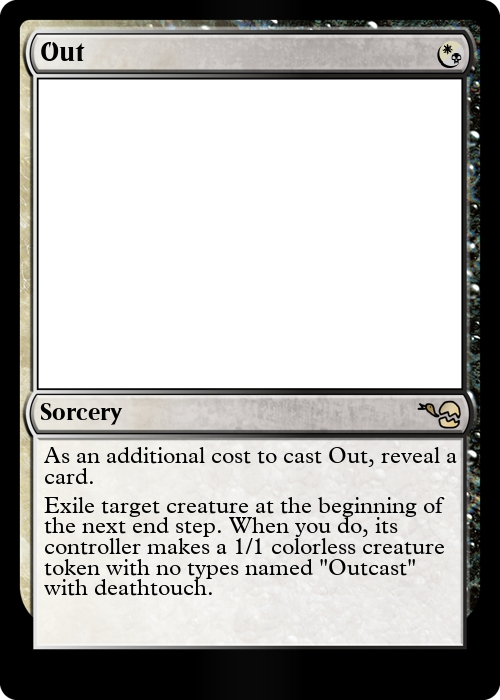 Out
Sorcery
As an additional cost to cast Out, reveal a
card.
Exile target creature at the beginning of
the next end step. When you do, its
controller makes a 1/1 colorless creature
token with no types named "Outcast"
with deathtouch.